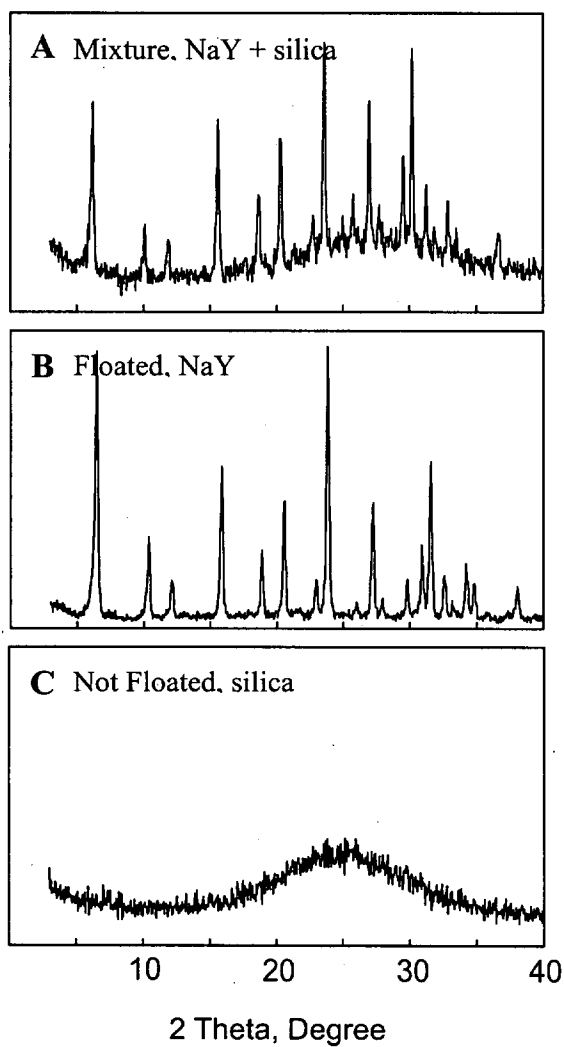 A Mixture, NaY + silica
B Floated, NaY
C Not Floated, silica
10 20 30 40
2 Theta, Degree